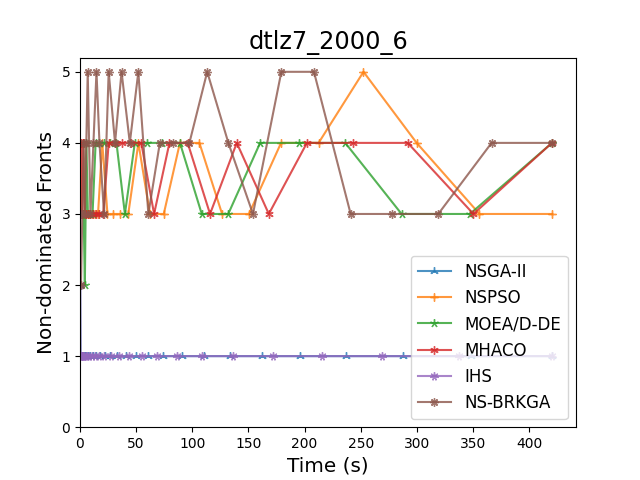 dtlz7_2000_6
Non-dominated Fronts
5
4
3
2
1
0
0 50 100 150 200 250 300 350 400
Time (s)
NSGA-II
NSPSO
MOEA/D-DE
MHACO
IHS
NS-BRKGA